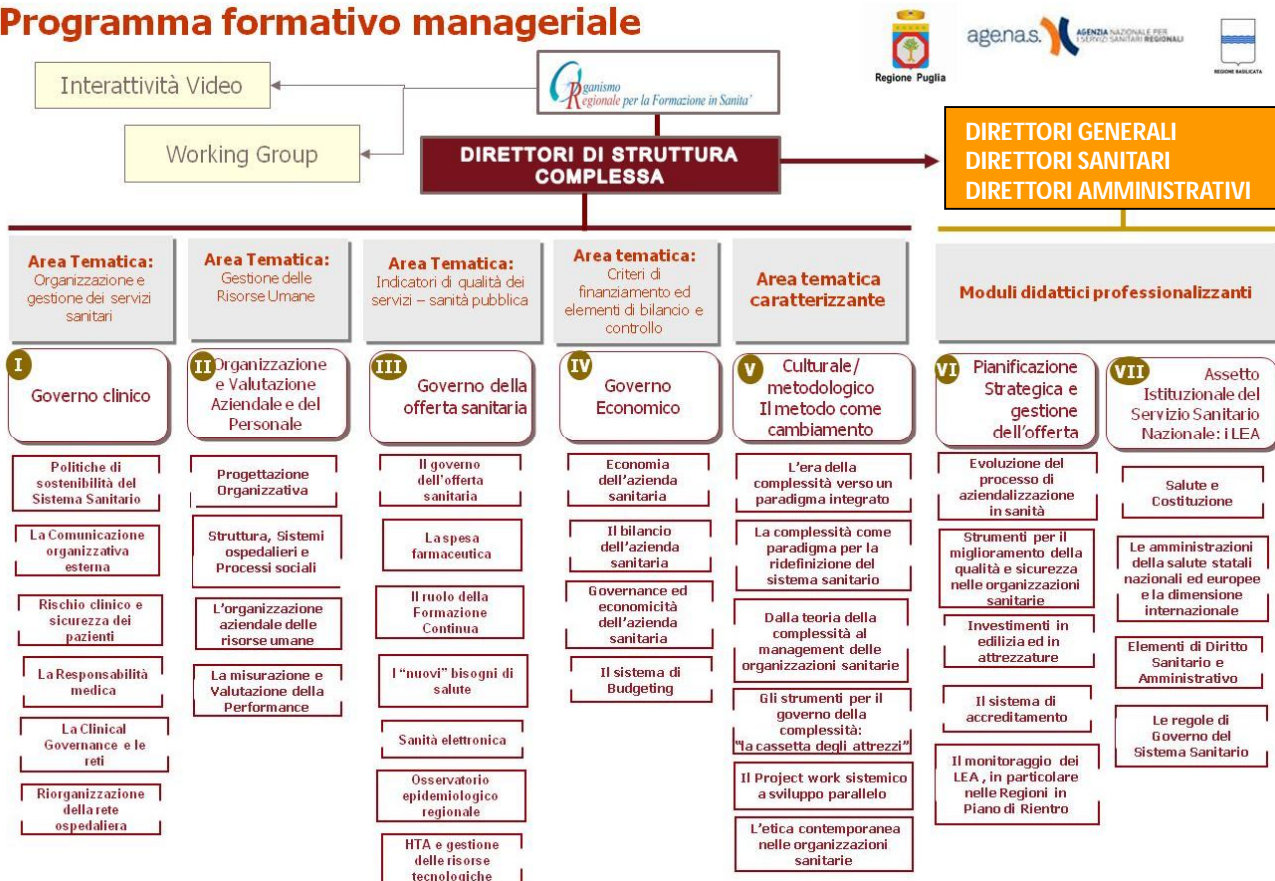 Programma formativo manageriale
Regione Puglia
age.na.s.
AGENZIA NAZIONALE PER
I SERVIZI SANITARI REGIONALI
REGIONE BASILICATA
Interattività Video
Organismo
Regionale per la Formazione in Sanita'
Working Group
DIRETTORI DI STRUTTURA
COMPLESSA
DIRETTORI GENERALI
DIRETTORI SANITARI
DIRETTORI AMMINISTRATIVI
Area Tematica:
Organizzazione e
gestione dei servizi
sanitari
Area Tematica:
Gestione delle
Risorse Umane
Area Tematica:
Indicatori di qualità dei
servizi – sanità pubblica
Area tematica:
Criteri di
finanziamento ed
elementi di bilancio e
controllo
Area tematica
caratterizzante
Moduli didattici professionalizzanti
I
Governo clinico
II
Organizzazione
e Valutazione
Aziendale e del
Personale
III
Governo della
offerta sanitaria
IV
Governo
Economico
V
Culturale/
metodologico
Il metodo come
cambiamento
VI
Pianificazione
Strategica e
gestione
dell'offerta
VII
Assetto
Istituzionale del
Servizio Sanitario
Nazionale: i LEA
Politiche di
sostenibilità del
Sistema Sanitario
La Comunicazione
organizzativa
esterna
Rischio clinico e
sicurezza dei
pazienti
La Responsabilità
medica
La Clinical
Governance e le
reti
Riorganizzazione
della rete
ospedaliera
Progettazione
Organizzativa
Struttura, Sistemi
ospedalieri e
Processi sociali
L'organizzazione
aziendale delle
risorse umane
La misurazione e
Valutazione della
Performance
Il governo
dell'offerta
sanitaria
La spesa
farmaceutica
Il ruolo della
Formazione
Continua
I "nuovi" bisogni di
salute
Sanità elettronica
Osservatorio
epidemiologico
regionale
HTA e gestione
delle risorse
tecnologiche
Economia
dell'azienda
sanitaria
Il bilancio
dell'azienda
sanitaria
Governance ed
economicità
dell'azienda
sanitaria
Il sistema di
Budgeting
L'era della
complessità verso un
paradigma integrato
La complessità come
paradigma per la
ridefinizione del
sistema sanitario
Dalla teoria della
complessità al
management delle
organizzazioni sanitarie
Gli strumenti per il
governo della
complessità:
"la cassetta degli attrezzi"
Il Project work sistemico
a sviluppo parallelo
L'etica contemporanea
nelle organizzazioni
sanitarie
Evoluzione del
processo di
aziendalizzazione
in sanità
Strumenti per il
miglioramento della
qualità e sicurezza
nelle organizzazioni
sanitarie
Investimenti in
edilizia ed in
attrezzature
Il sistema di
accreditamento
Il monitoraggio dei
LEA , in particolare
nelle Regioni in
Piano di Rientro
Salute e
Costituzione
Le amministrazioni
della salute statali
nazionali ed europee
e la dimensione
internazionale
Elementi di Diritto
Sanitario e
Amministrativo
Le regole di
Governo del
Sistema Sanitario